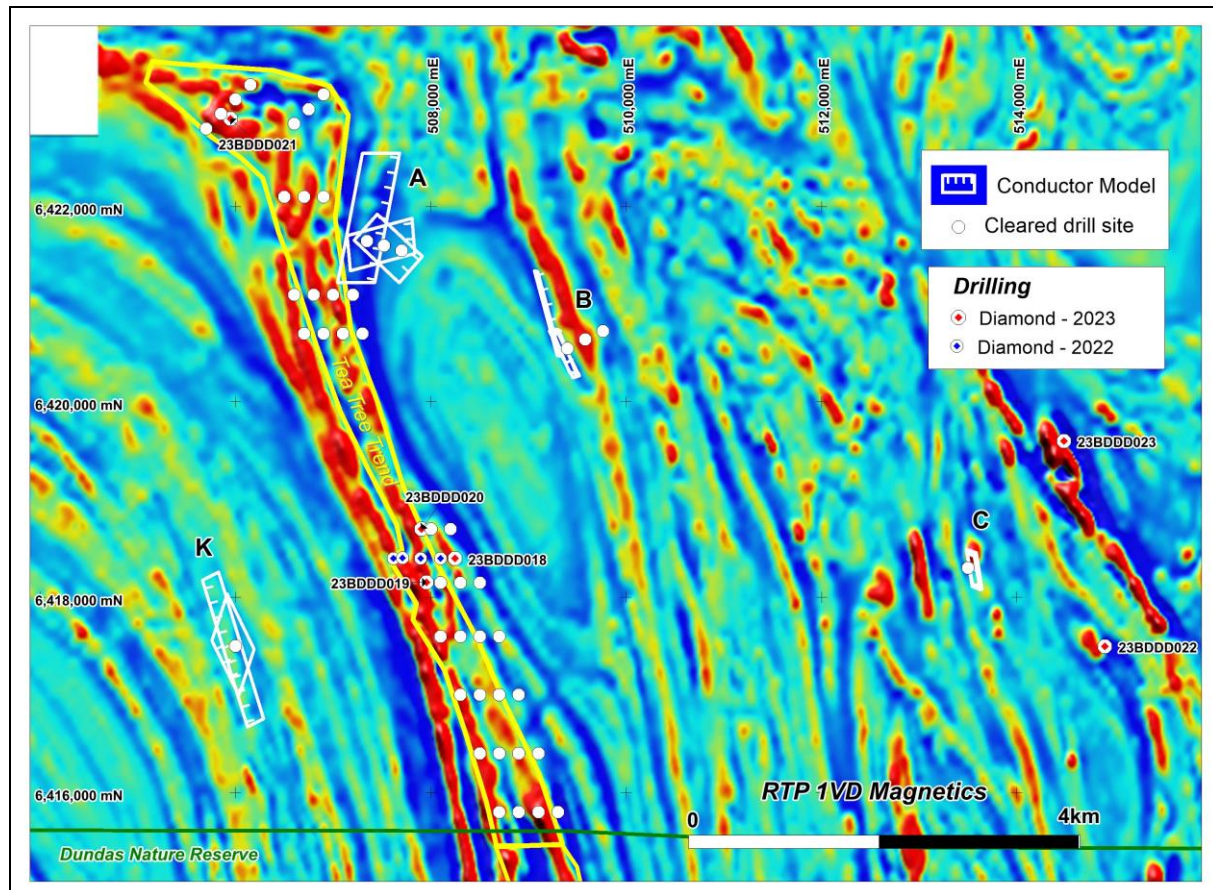 508,000 mE
510,000 mE
512,000 mE
514,000 mE
23BDDD021
A
Conductor Model
Cleared drill site
6,422,000 mN
B
Drilling
Diamond - 2023
Diamond - 2022
Tea Tree Trend
6,420,000 mN
23BDDD023
23BDDD020
C
K
23BDDD018
23BDDD019
6,418,000 mN
23BDDD022
6,416,000 mN
RTP 1VD Magnetics
0
4km
Dundas Nature Reserve